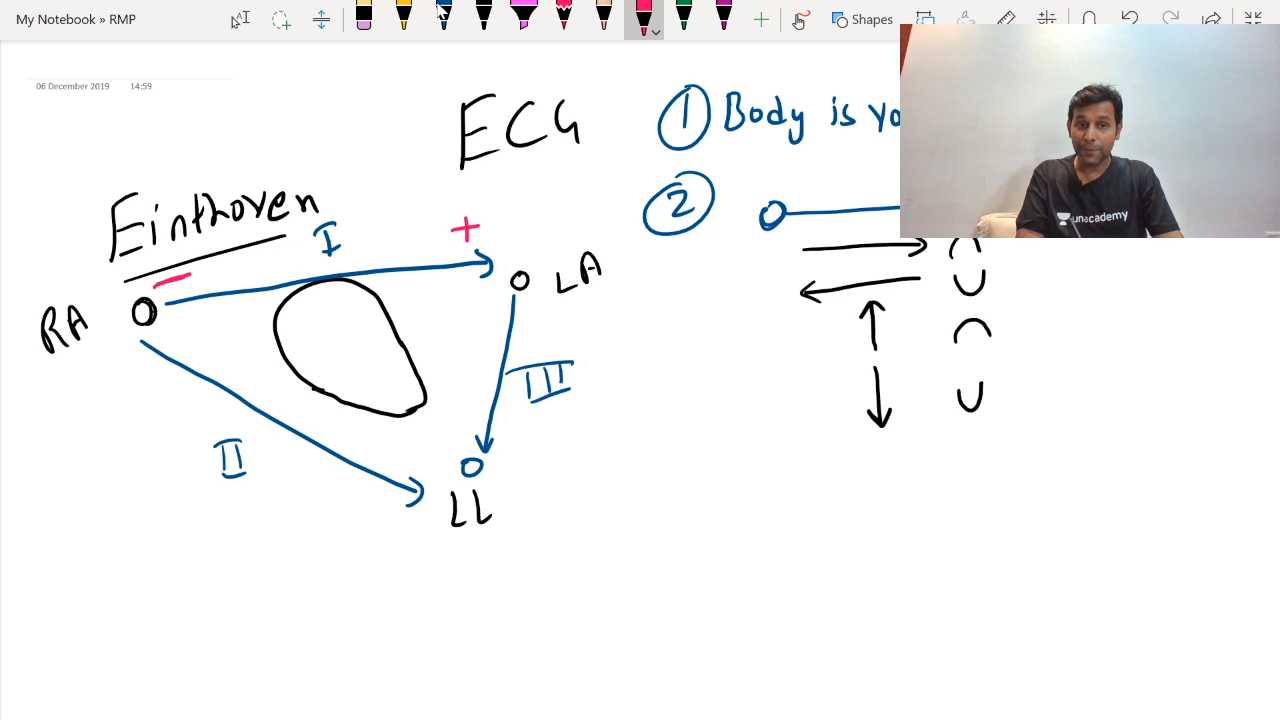 My Notebook » RMP
Shapes
06 December 2019 14:59
ECG
① Body is yo
②
Einthoven
I
+
−
RA
LA
II
III
LL
unacademy